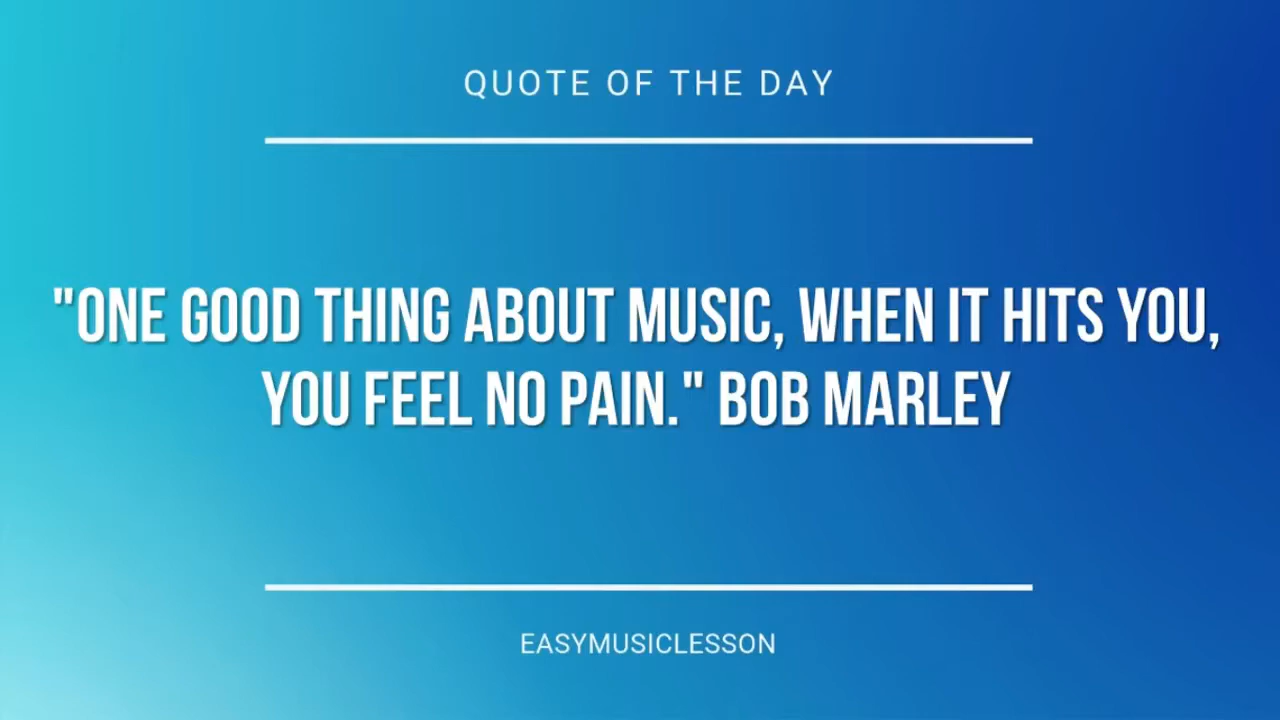 QUOTE OF THE DAY
"ONE GOOD THING ABOUT MUSIC, WHEN IT HITS YOU,
YOU FEEL NO PAIN." BOB MARLEY
EASYMUSICLESSON